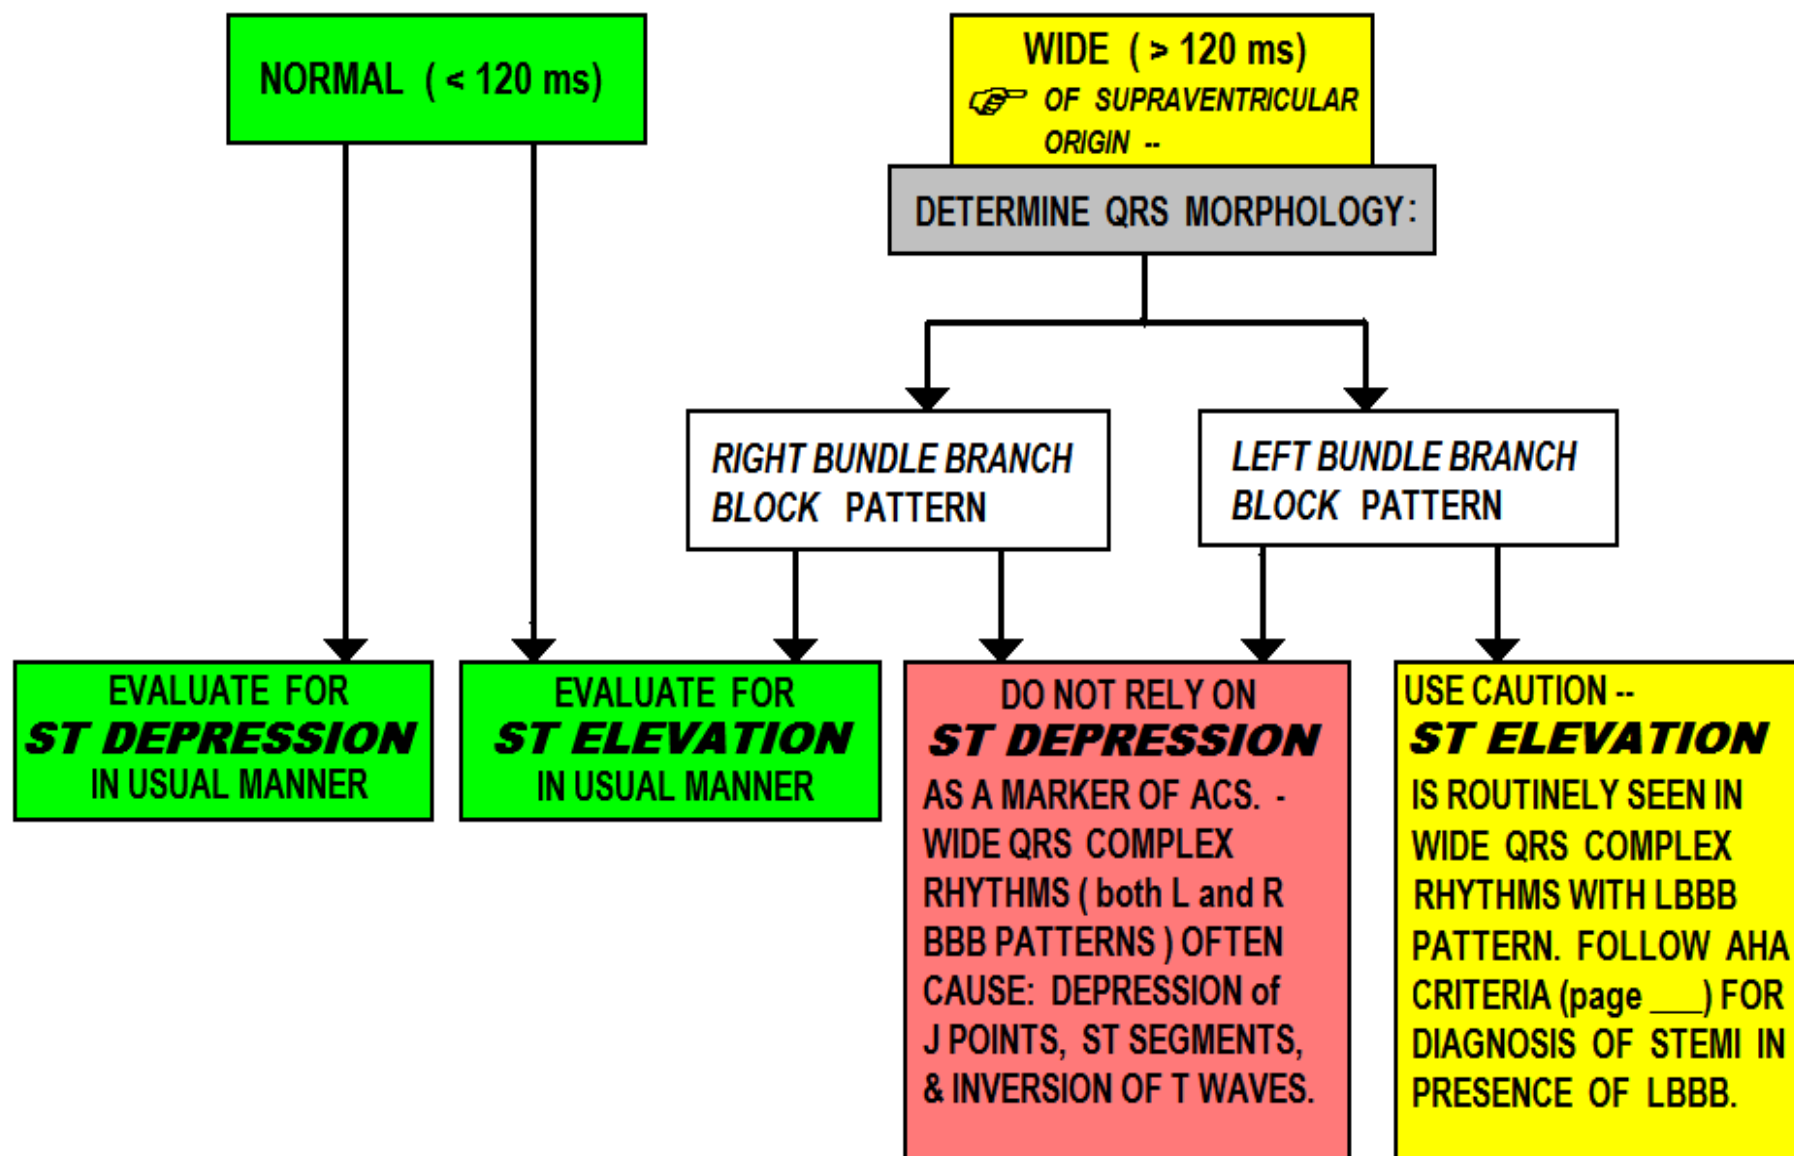 NORMAL ( < 120 ms)
WIDE ( > 120 ms)
OF SUPRAVENTRICULAR
ORIGIN --
DETERMINE QRS MORPHOLOGY:
RIGHT BUNDLE BRANCH
BLOCK PATTERN
LEFT BUNDLE BRANCH
BLOCK PATTERN
EVALUATE FOR
ST DEPRESSION
IN USUAL MANNER
EVALUATE FOR
ST ELEVATION
IN USUAL MANNER
DO NOT RELY ON
ST DEPRESSION
AS A MARKER OF ACS. -
WIDE QRS COMPLEX
RHYTHMS ( both L and R
BBB PATTERNS ) OFTEN
CAUSE: DEPRESSION of
J POINTS, ST SEGMENTS,
& INVERSION OF T WAVES.
USE CAUTION --
ST ELEVATION
IS ROUTINELY SEEN IN
WIDE QRS COMPLEX
RHYTHMS WITH LBBB
PATTERN. FOLLOW AHA
CRITERIA (page ___) FOR
DIAGNOSIS OF STEMI IN
PRESENCE OF LBBB.